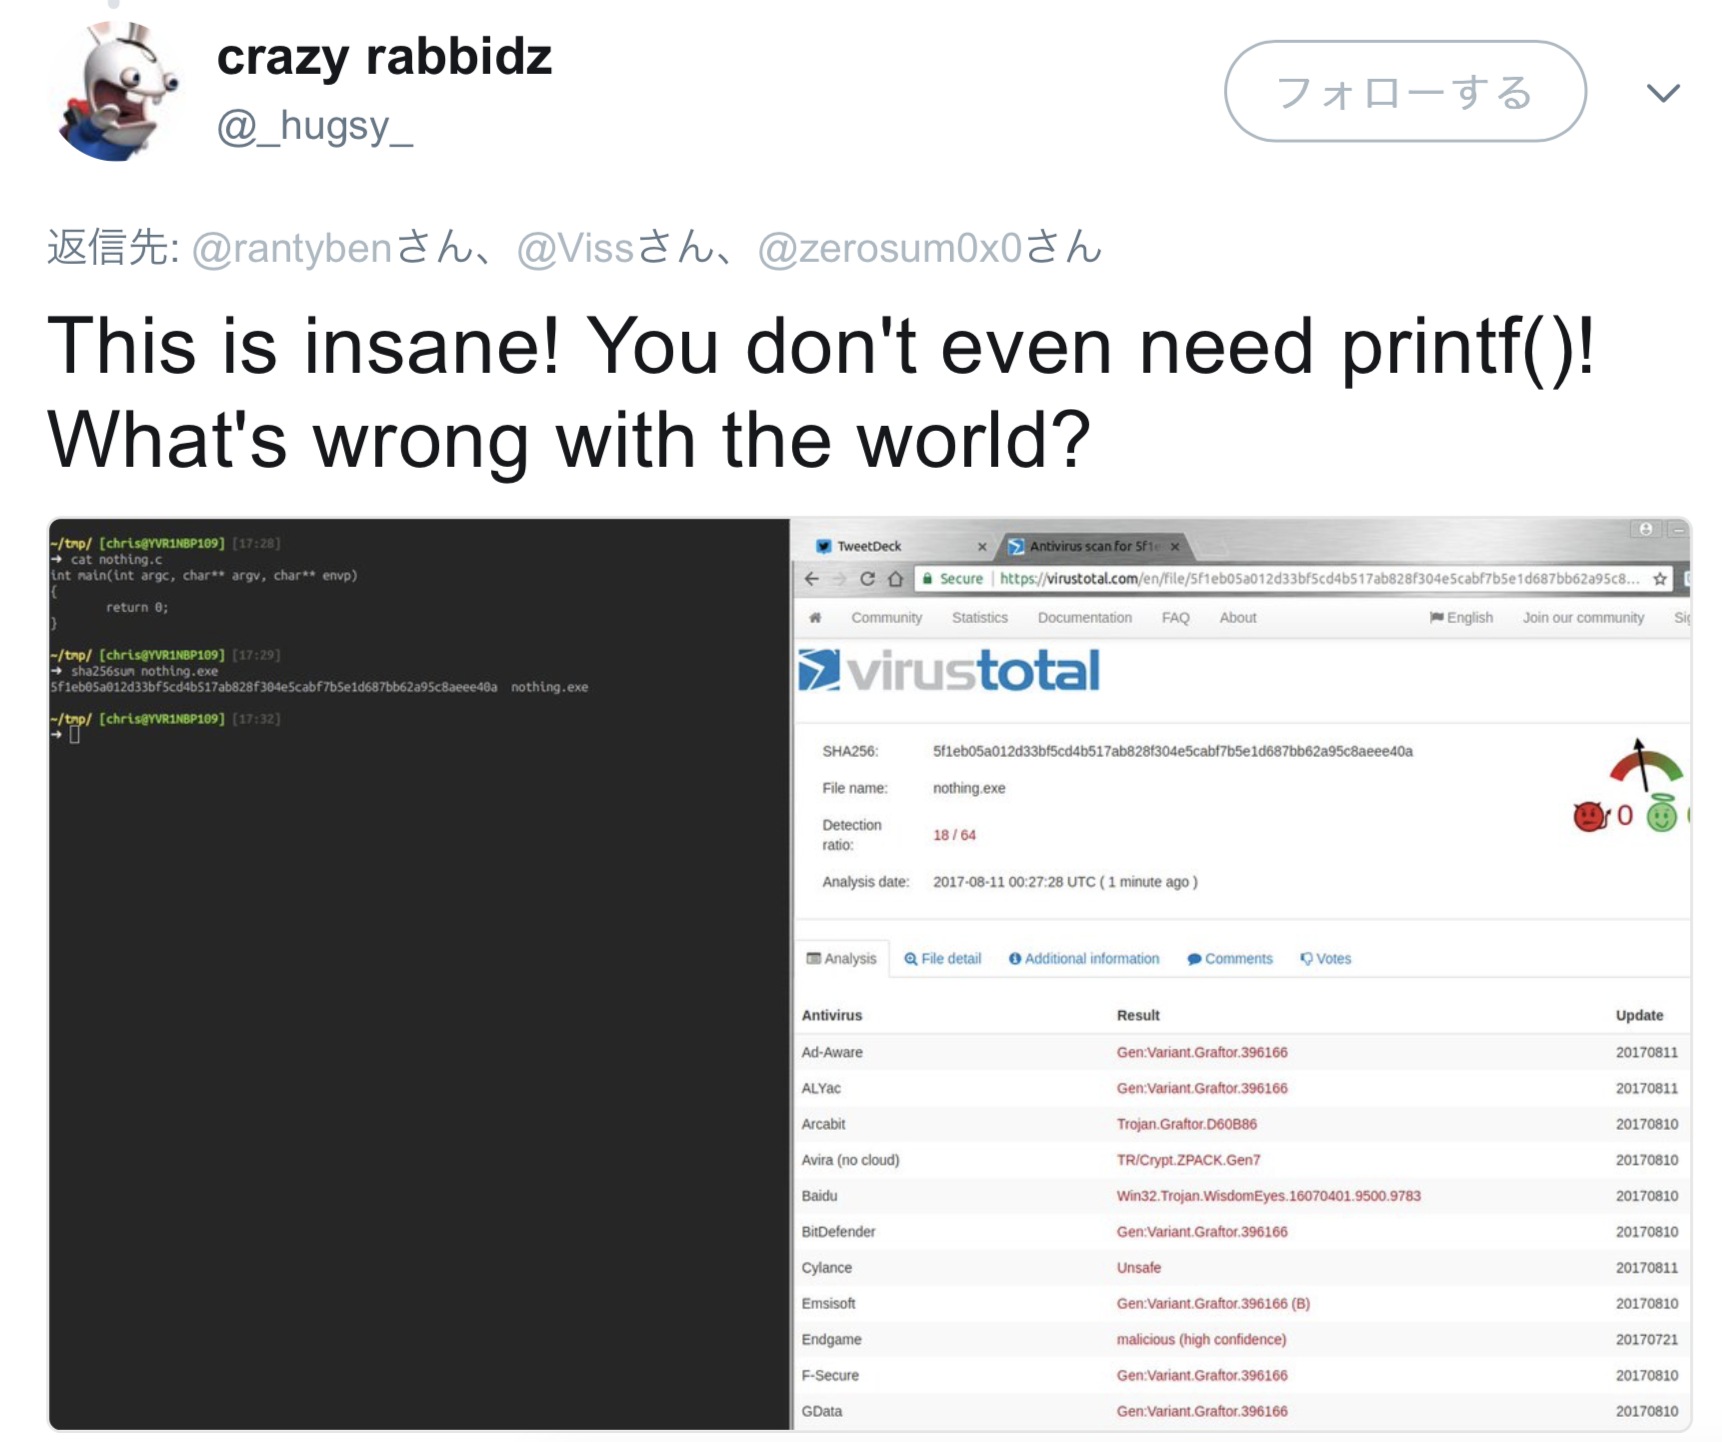 crazy rabbidz
@_hugsy_
フォローする
返信先: @rantybenさん、@Vissさん、@zerosum0x0さん
This is insane! You don't even need printf()!
What's wrong with the world?
~/tmp/ [chris@YVR1NBP109] [17:28]
→ cat nothing.c
int main(int argc, char** argv, char** envp)
{
return 0;
}
~/tmp/ [chris@YVR1NBP109] [17:29]
→ sha256sum nothing.exe
5f1eb05a012d33bf5cd4b517ab828f304e5cabf7b5e1d687bb62a95c8aeee40a nothing.exe
~/tmp/ [chris@YVR1NBP109] [17:32]
→
TweetDeck
Antivirus scan for 5f1e
Secure https://virustotal.com/en/file/5f1eb05a012d33bf5cd4b517ab828f304e5cabf7b5e1d687bb62a95c8...
Community Statistics Documentation FAQ About English Join our community
virustotal
SHA256: 5f1eb05a012d33bf5cd4b517ab828f304e5cabf7b5e1d687bb62a95c8aeee40a
File name: nothing.exe
Detection ratio: 18 / 64
0
Analysis date: 2017-08-11 00:27:28 UTC ( 1 minute ago )
Analysis File detail Additional information Comments Votes
Antivirus Result Update
Ad-Aware Gen:Variant.Graftor.396166 20170811
ALYac Gen:Variant.Graftor.396166 20170811
Arcabit Trojan.Graftor.D60B86 20170810
Avira (no cloud) TR/Crypt.ZPACK.Gen7 20170810
Baidu Win32.Trojan.WisdomEyes.16070401.9500.9783 20170810
BitDefender Gen:Variant.Graftor.396166 20170810
Cylance Unsafe 20170811
Emsisoft Gen:Variant.Graftor.396166 (B) 20170810
Endgame malicious (high confidence) 20170721
F-Secure Gen:Variant.Graftor.396166 20170810
GData Gen:Variant.Graftor.396166 20170810